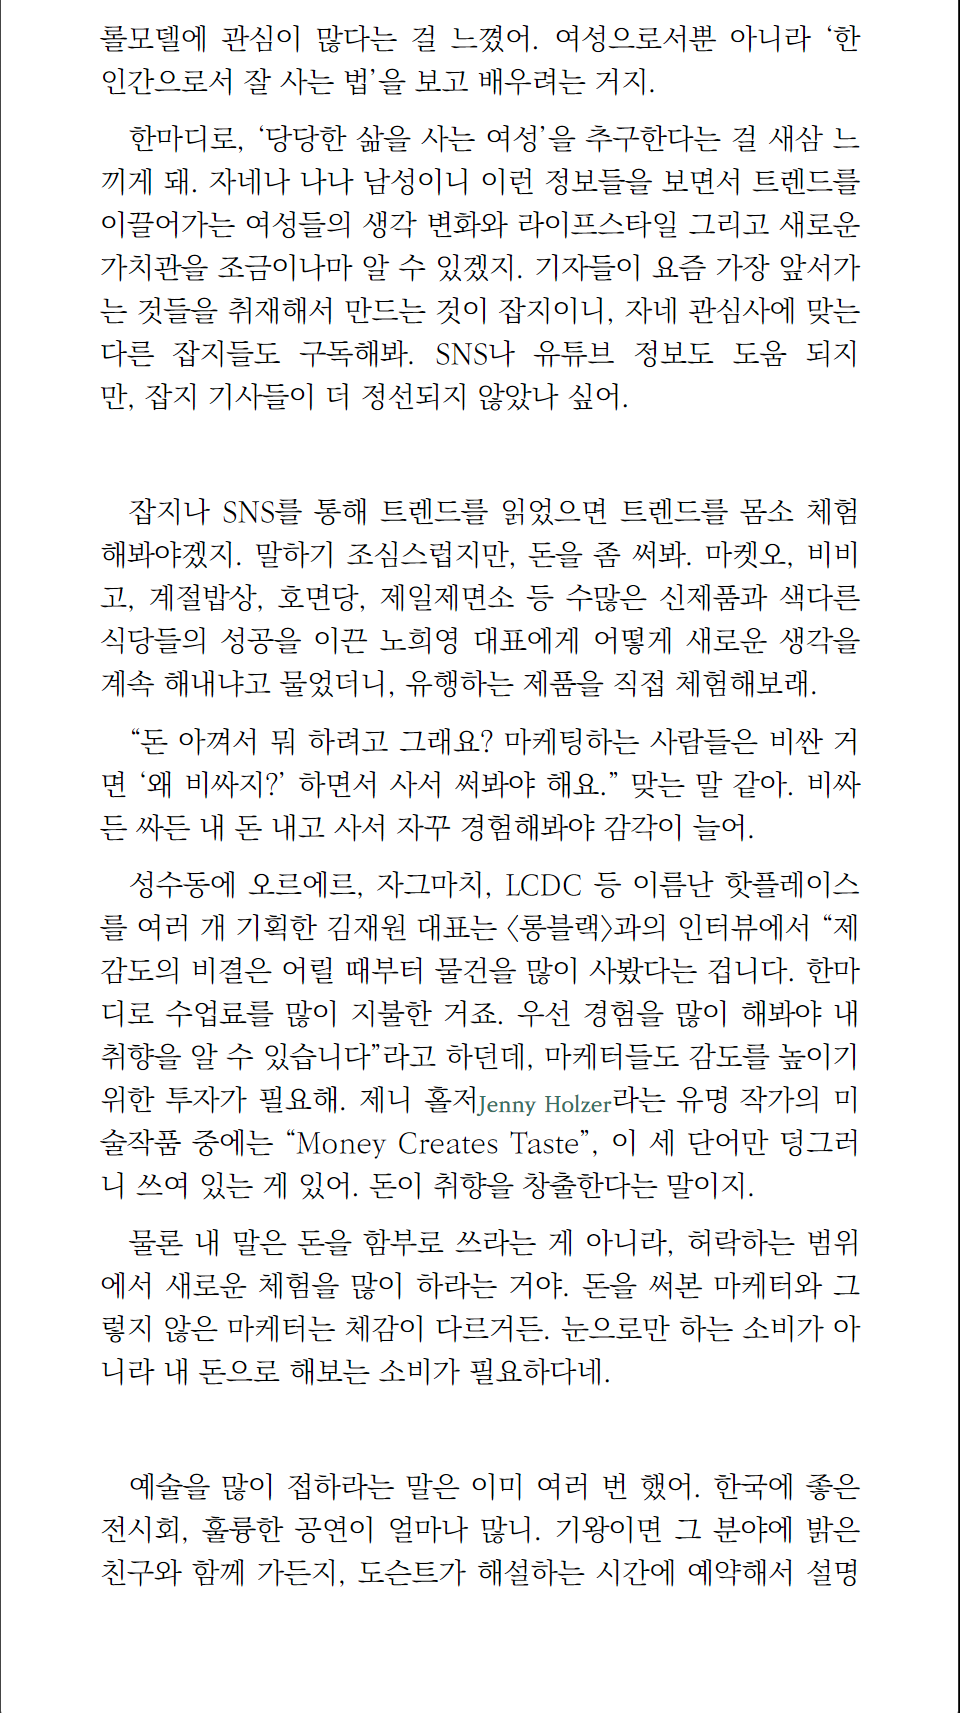 롤모델에 관심이 많다는 걸 느꼈어. 여성으로서뿐 아니라 ‘한
인간으로서 잘 사는 법’을 보고 배우려는 거지.
한마디로, ‘당당한 삶을 사는 여성’을 추구한다는 걸 새삼 느
끼게 돼. 자네나 나나 남성이니 이런 정보들을 보면서 트렌드를
이끌어가는 여성들의 생각 변화와 라이프스타일 그리고 새로운
가치관을 조금이나마 알 수 있겠지. 기자들이 요즘 가장 앞서가
는 것들을 취재해서 만드는 것이 잡지이니, 자네 관심사에 맞는
다른 잡지들도 구독해봐. SNS나 유튜브 정보도 도움 되지
만, 잡지 기사들이 더 정선되지 않았나 싶어.
잡지나 SNS를 통해 트렌드를 읽었으면 트렌드를 몸소 체험
해봐야겠지. 말하기 조심스럽지만, 돈을 좀 써봐. 마켓오, 비비
고, 계절밥상, 호면당, 제일제면소 등 수많은 신제품과 색다른
식당들의 성공을 이끈 노희영 대표에게 어떻게 새로운 생각을
계속 해내냐고 물었더니, 유행하는 제품을 직접 체험해보래.
“돈 아껴서 뭐 하려고 그래요? 마케팅하는 사람들은 비싼 거
면 ‘왜 비싸지?’ 하면서 사서 써봐야 해요.” 맞는 말 같아. 비싸
든 싸든 내 돈 내고 사서 자꾸 경험해봐야 감각이 늘어.
성수동에 오르에르, 자그마치, LCDC 등 이름난 핫플레이스
를 여러 개 기획한 김재원 대표는 〈롱블랙〉과의 인터뷰에서 “제
감도의 비결은 어릴 때부터 물건을 많이 사봤다는 겁니다. 한마
디로 수업료를 많이 지불한 거죠. 우선 경험을 많이 해봐야 내
취향을 알 수 있습니다”라고 하던데, 마케터들도 감도를 높이기
위한 투자가 필요해. 제니 홀저Jenny Holzer라는 유명 작가의 미
술작품 중에는 “Money Creates Taste”, 이 세 단어만 덩그러
니 쓰여 있는 게 있어. 돈이 취향을 창출한다는 말이지.
물론 내 말은 돈을 함부로 쓰라는 게 아니라, 허락하는 범위
에서 새로운 체험을 많이 하라는 거야. 돈을 써본 마케터와 그
렇지 않은 마케터는 체감이 다르거든. 눈으로만 하는 소비가 아
니라 내 돈으로 해보는 소비가 필요하다네.
예술을 많이 접하라는 말은 이미 여러 번 했어. 한국에 좋은
전시회, 훌륭한 공연이 얼마나 많니. 기왕이면 그 분야에 밝은
친구와 함께 가든지, 도슨트가 해설하는 시간에 예약해서 설명